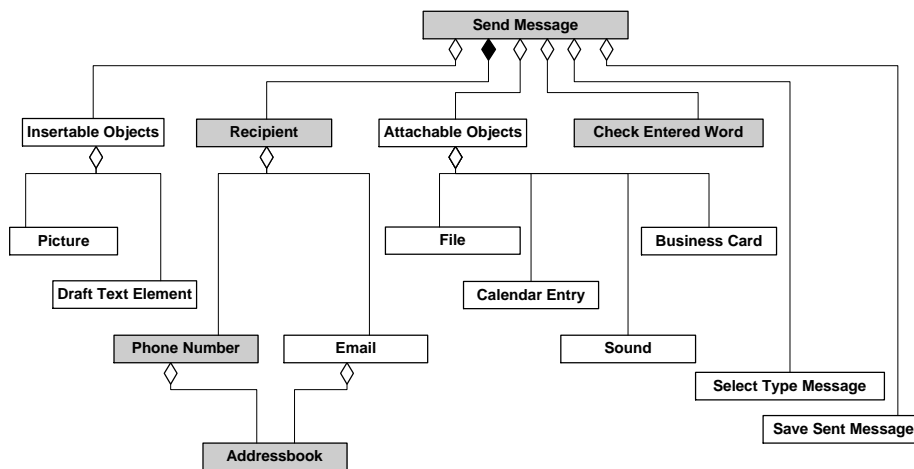 Send Message
Insertable Objects
Recipient
Attachable Objects
Check Entered Word
Picture
File
Business Card
Draft Text Element
Calendar Entry
Phone Number
Email
Sound
Select Type Message
Save Sent Message
Addressbook